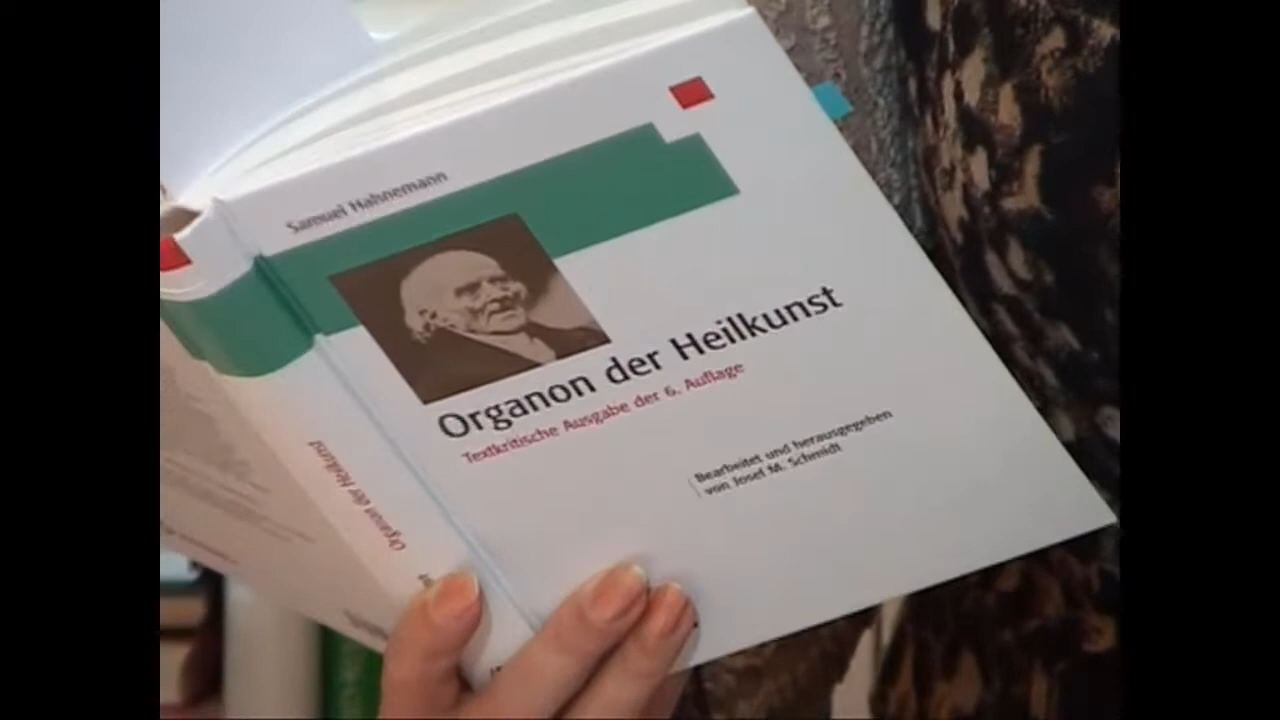 Samuel Hahnemann
Organon der Heilkunst
Textkritische Ausgabe der 6. Auflage
Bearbeitet und herausgegeben
von Josef M. Schmidt
Organon der Heilkunst